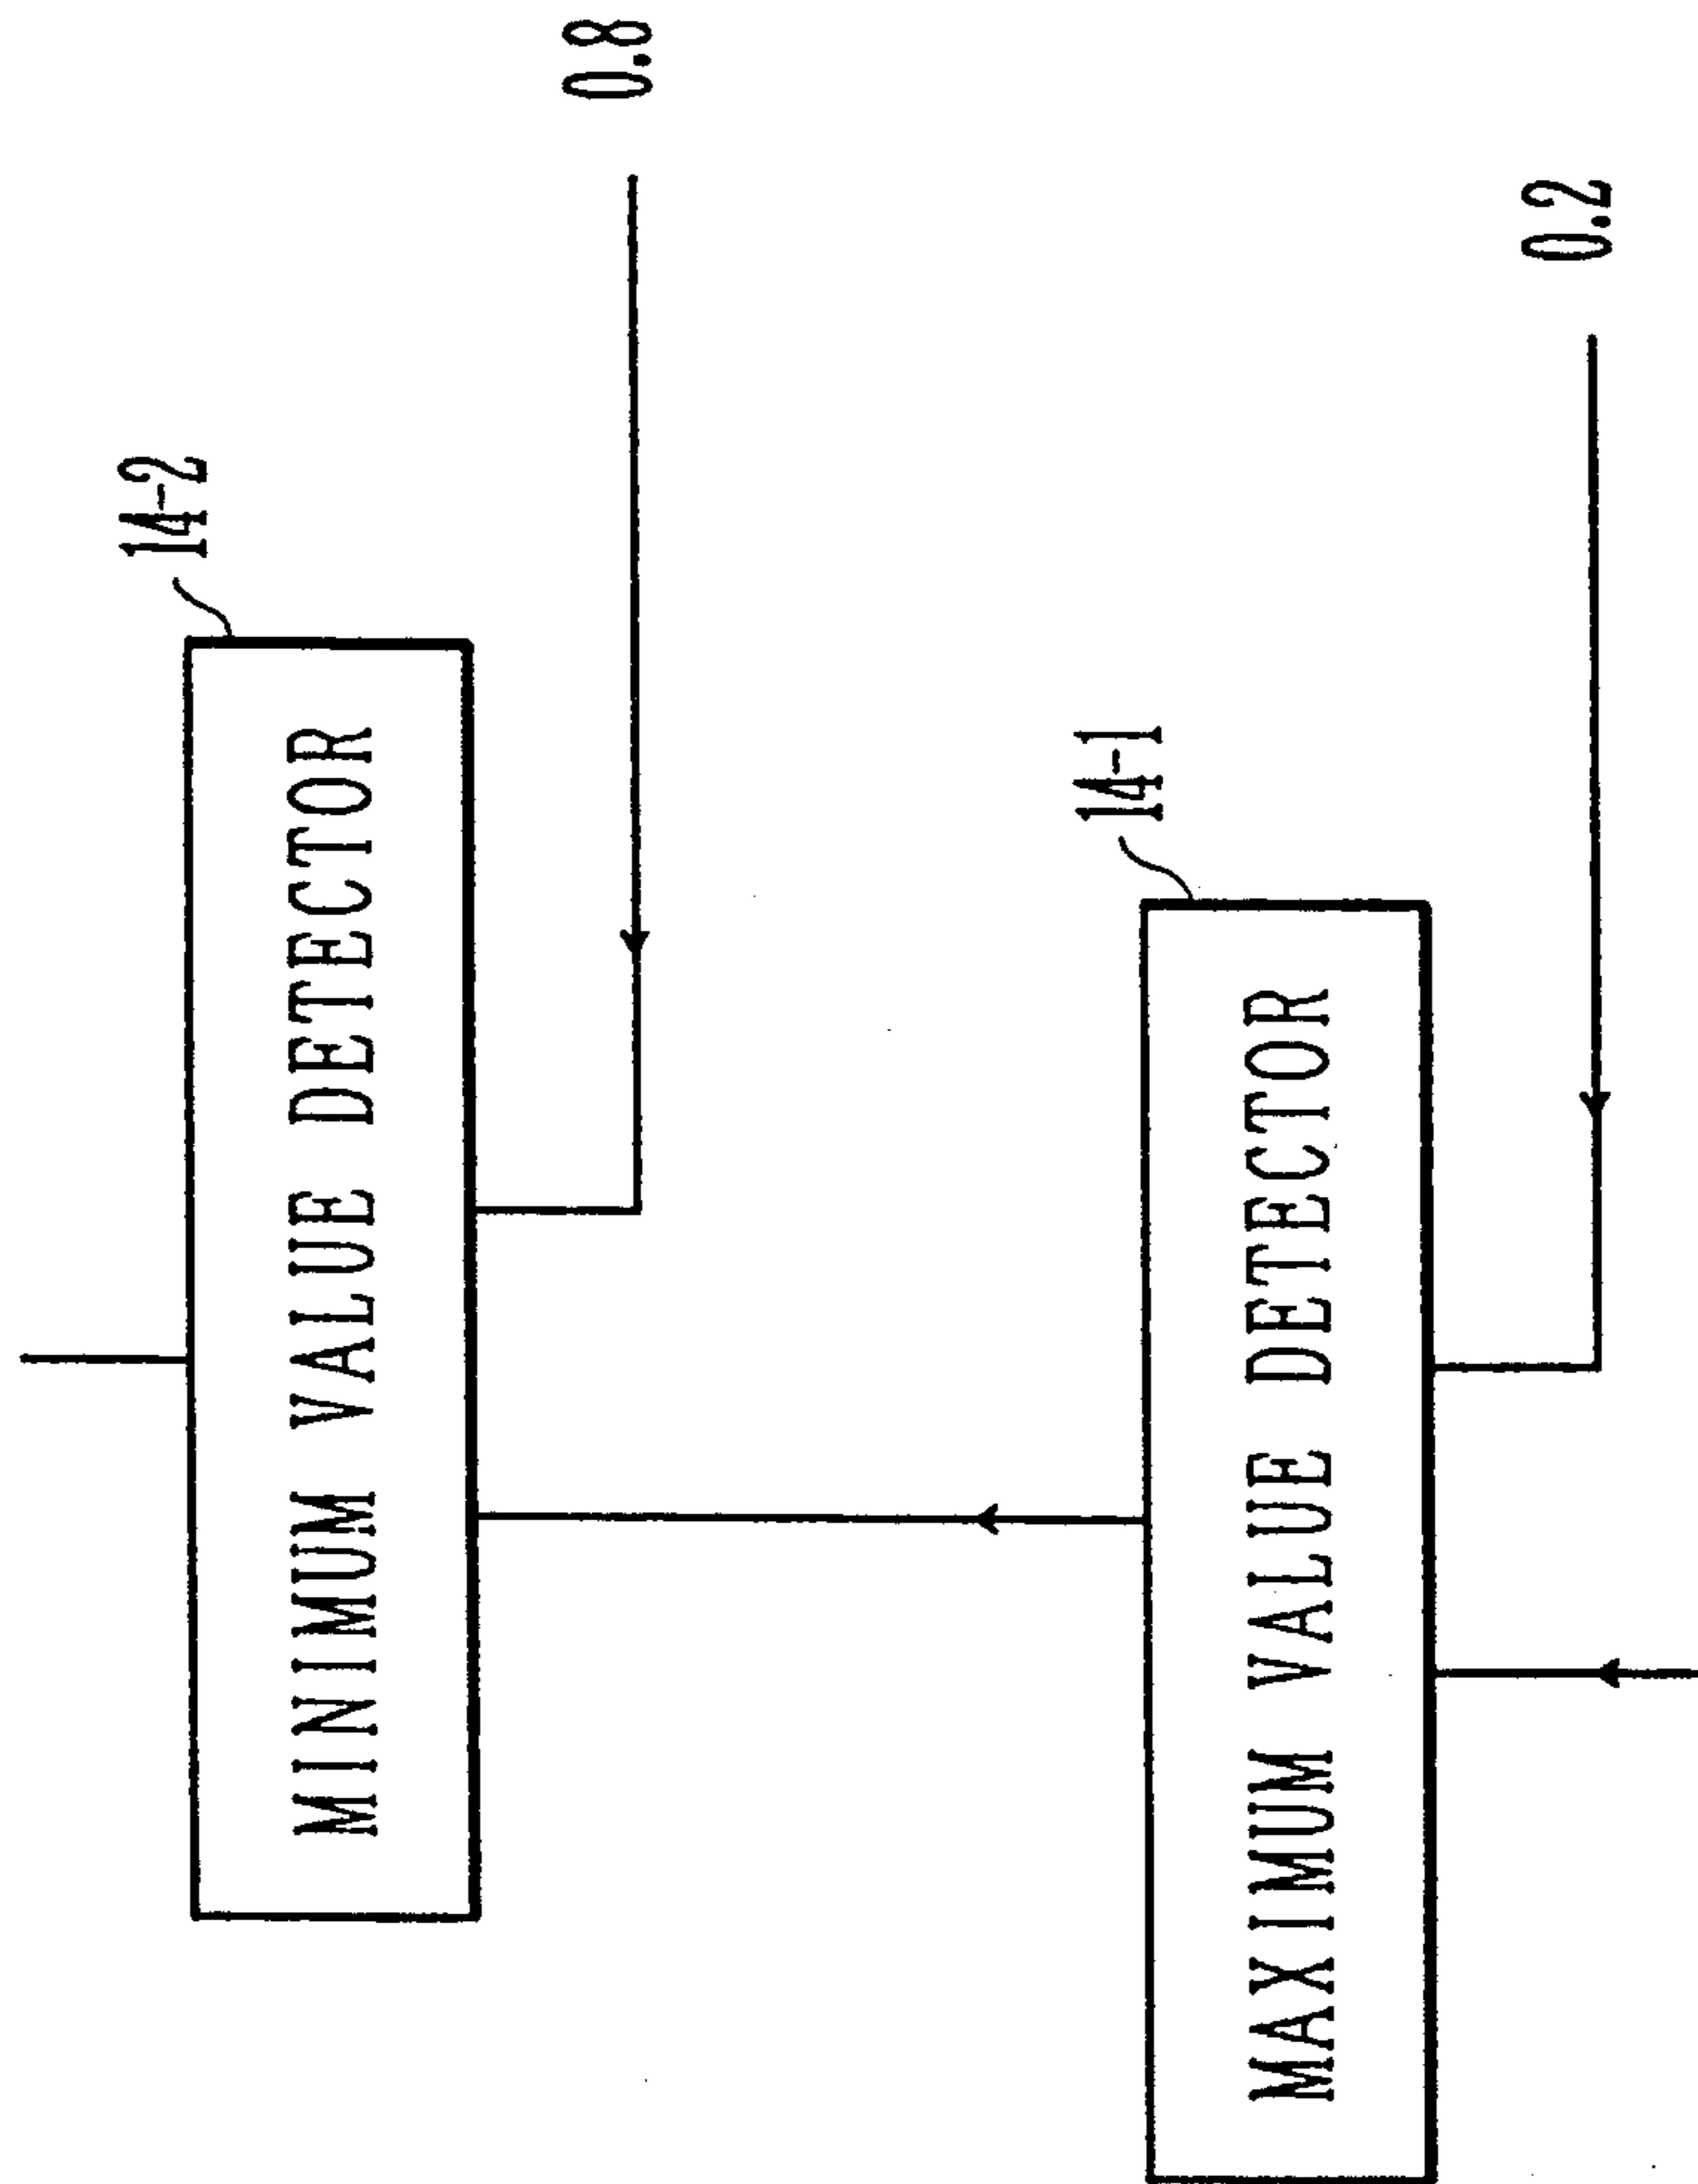 14-2
MINIMUM VALUE DETECTOR
0.8
14-1
MAXIMUM VALUE DETECTOR
0.2